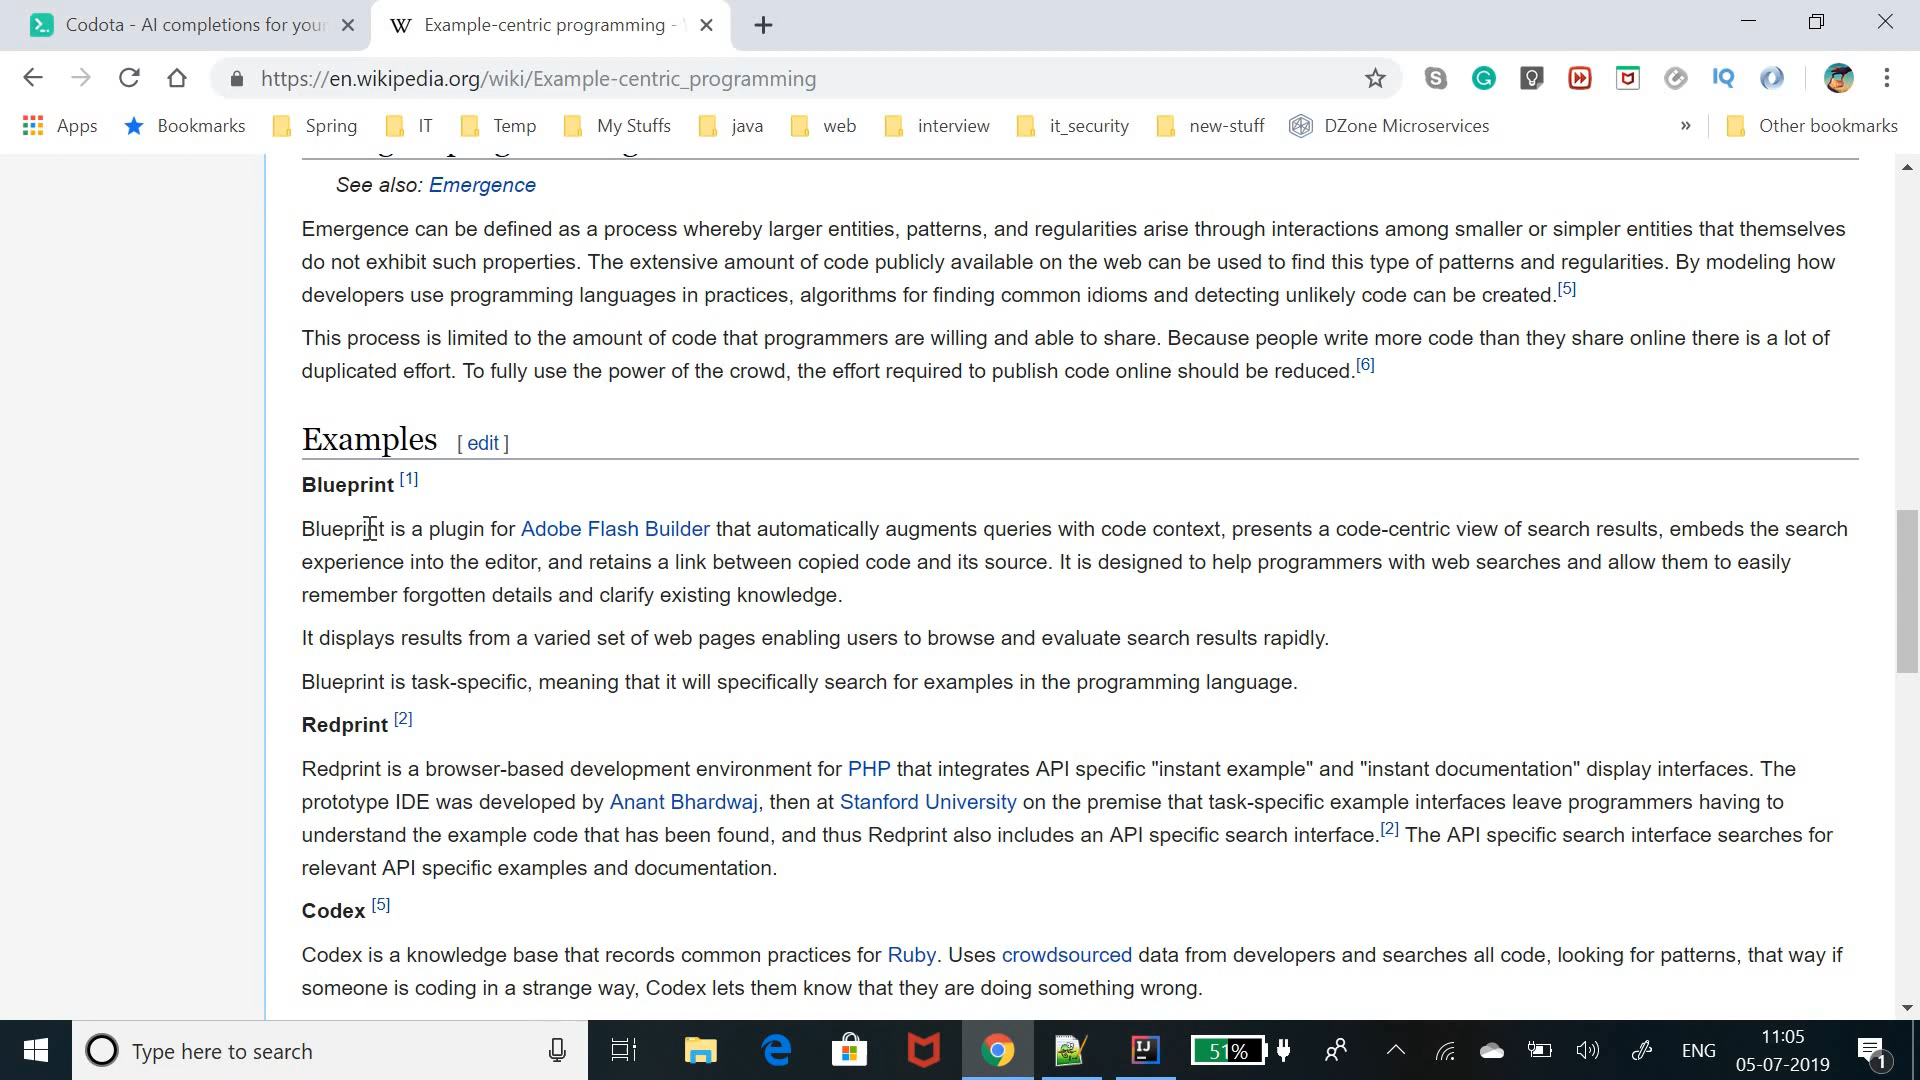 Codota - AI completions for your
Example-centric programming -
https://en.wikipedia.org/wiki/Example-centric_programming
Apps Bookmarks Spring IT Temp My Stuffs java web interview it_security new-stuff DZone Microservices » Other bookmarks
See also: Emergence
Emergence can be defined as a process whereby larger entities, patterns, and regularities arise through interactions among smaller or simpler entities that themselves
do not exhibit such properties. The extensive amount of code publicly available on the web can be used to find this type of patterns and regularities. By modeling how
developers use programming languages in practices, algorithms for finding common idioms and detecting unlikely code can be created.[5]
This process is limited to the amount of code that programmers are willing and able to share. Because people write more code than they share online there is a lot of
duplicated effort. To fully use the power of the crowd, the effort required to publish code online should be reduced.[6]
Examples [ edit ]
Blueprint [1]
Blueprint is a plugin for Adobe Flash Builder that automatically augments queries with code context, presents a code-centric view of search results, embeds the search
experience into the editor, and retains a link between copied code and its source. It is designed to help programmers with web searches and allow them to easily
remember forgotten details and clarify existing knowledge.
It displays results from a varied set of web pages enabling users to browse and evaluate search results rapidly.
Blueprint is task-specific, meaning that it will specifically search for examples in the programming language.
Redprint [2]
Redprint is a browser-based development environment for PHP that integrates API specific "instant example" and "instant documentation" display interfaces. The
prototype IDE was developed by Anant Bhardwaj, then at Stanford University on the premise that task-specific example interfaces leave programmers having to
understand the example code that has been found, and thus Redprint also includes an API specific search interface.[2] The API specific search interface searches for
relevant API specific examples and documentation.
Codex [5]
Codex is a knowledge base that records common practices for Ruby. Uses crowdsourced data from developers and searches all code, looking for patterns, that way if
someone is coding in a strange way, Codex lets them know that they are doing something wrong.
Type here to search
51%
ENG
11:05
05-07-2019
1